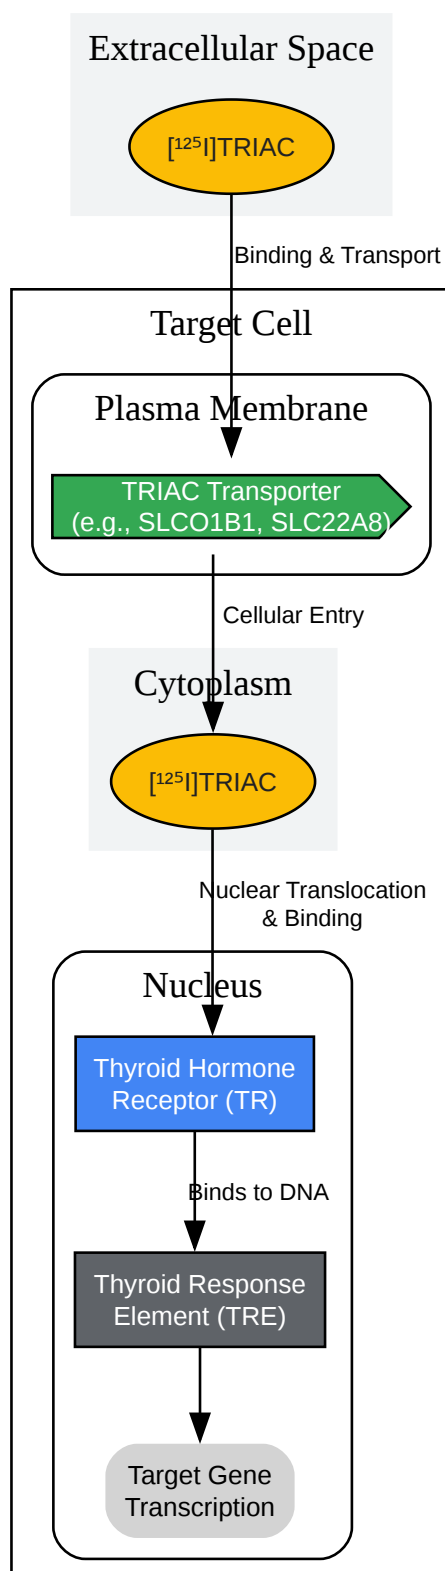 Extracellular Space
[¹²⁵I]TRIAC
Binding & Transport
Target Cell
Plasma Membrane
TRIAC Transporter
(e.g., SLCO1B1, SLC22A8)
Cellular Entry
Cytoplasm
[¹²⁵I]TRIAC
Nuclear Translocation
& Binding
Nucleus
Thyroid Hormone
Receptor (TR)
Binds to DNA
Thyroid Response
Element (TRE)
Target Gene
Transcription